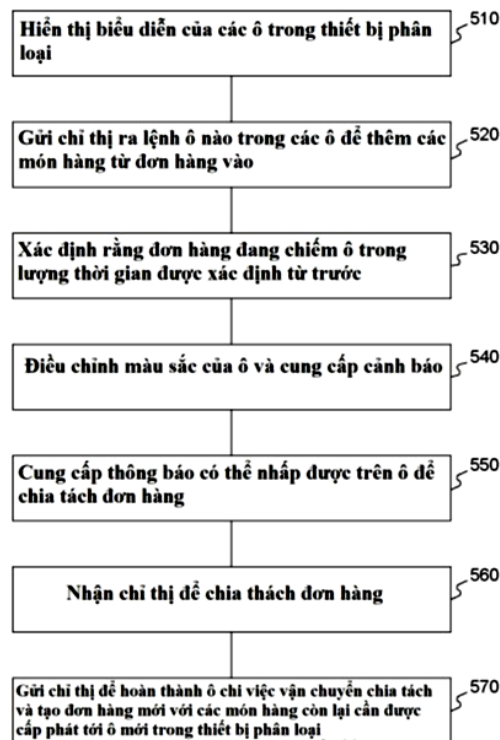 510
Hiển thị biểu diễn của các ô trong thiết bị phân
loại
520
Gửi chỉ thị ra lệnh ô nào trong các ô để thêm các
món hàng từ đơn hàng vào
530
Xác định rằng đơn hàng đang chiếm ô trong
lượng thời gian được xác định từ trước
540
Điều chỉnh màu sắc của ô và cung cấp cảnh báo
550
Cung cấp thông báo có thể nhấp được trên ô để
chia tách đơn hàng
560
Nhận chỉ thị để chia thách đơn hàng
570
Gửi chỉ thị để hoàn thành ô chi việc vận chuyển chia tách
và tạo đơn hàng mới với các món hàng còn lại cần được
cấp phát tới ô mới trong thiết bị phân loại